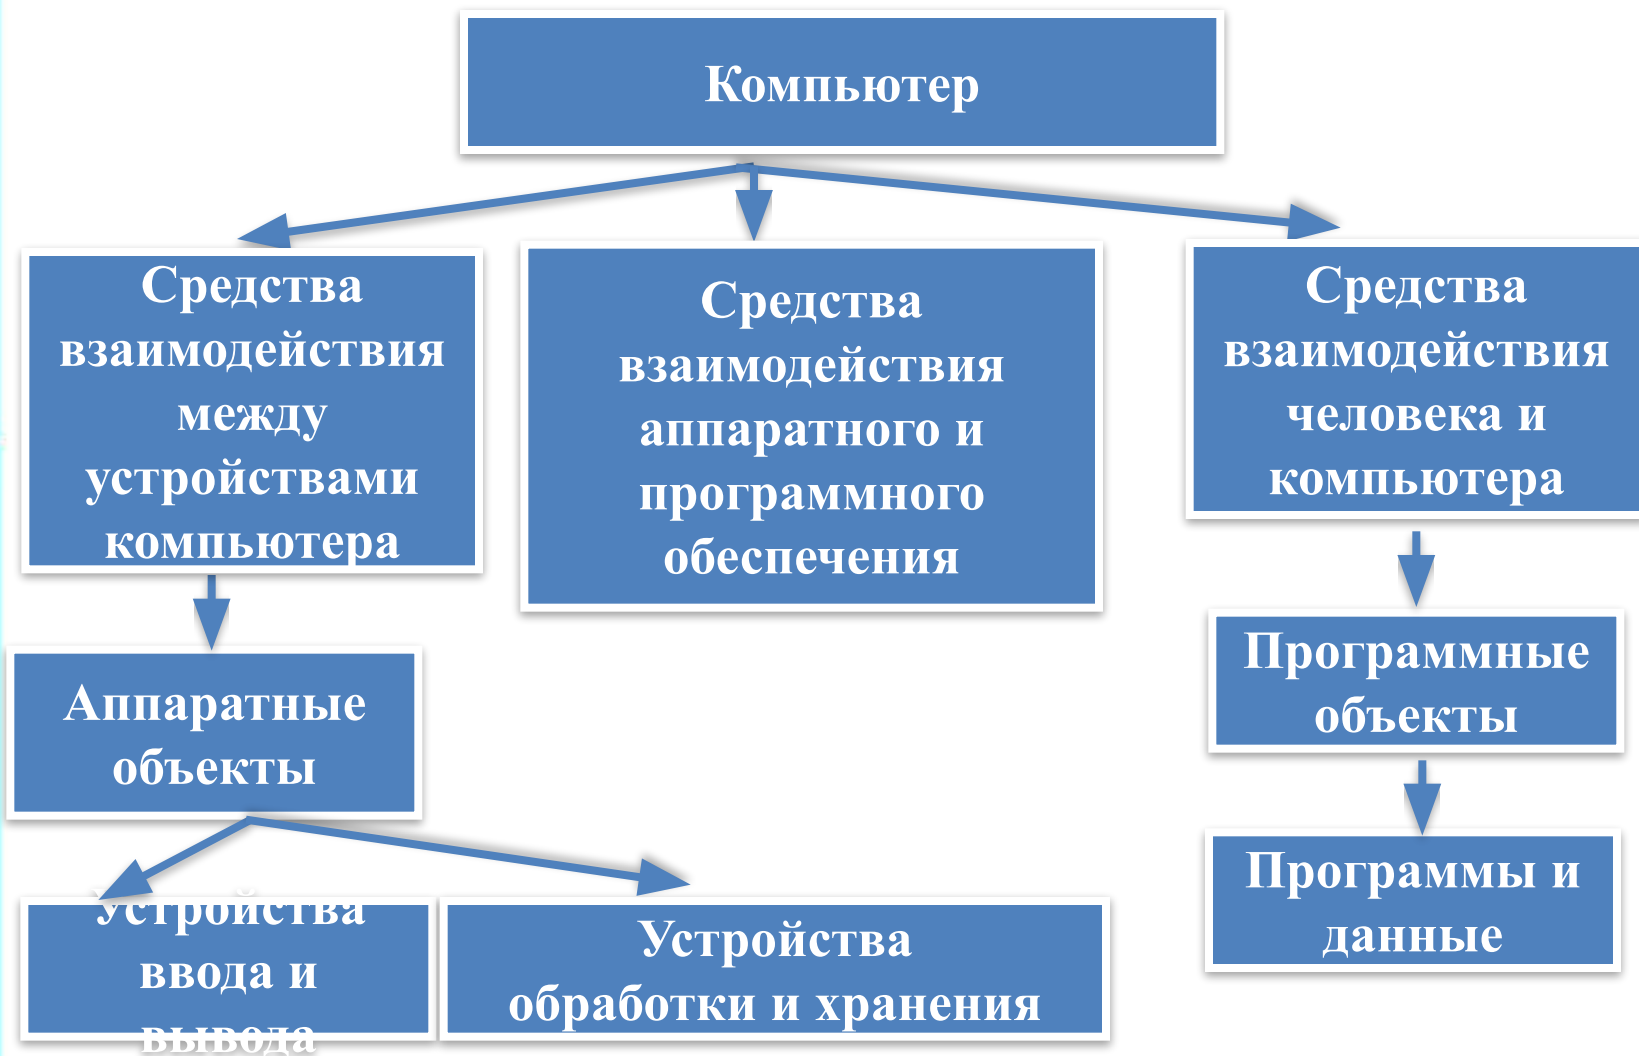 Компьютер
Средства
взаимодействия
между
устройствами
компьютера
Средства
взаимодействия
аппаратного и
программного
обеспечения
Средства
взаимодействия
человека и
компьютера
Аппаратные
объекты
Программные
объекты
Устройства
ввода и
вывода
Устройства
обработки и хранения
Программы и
данные